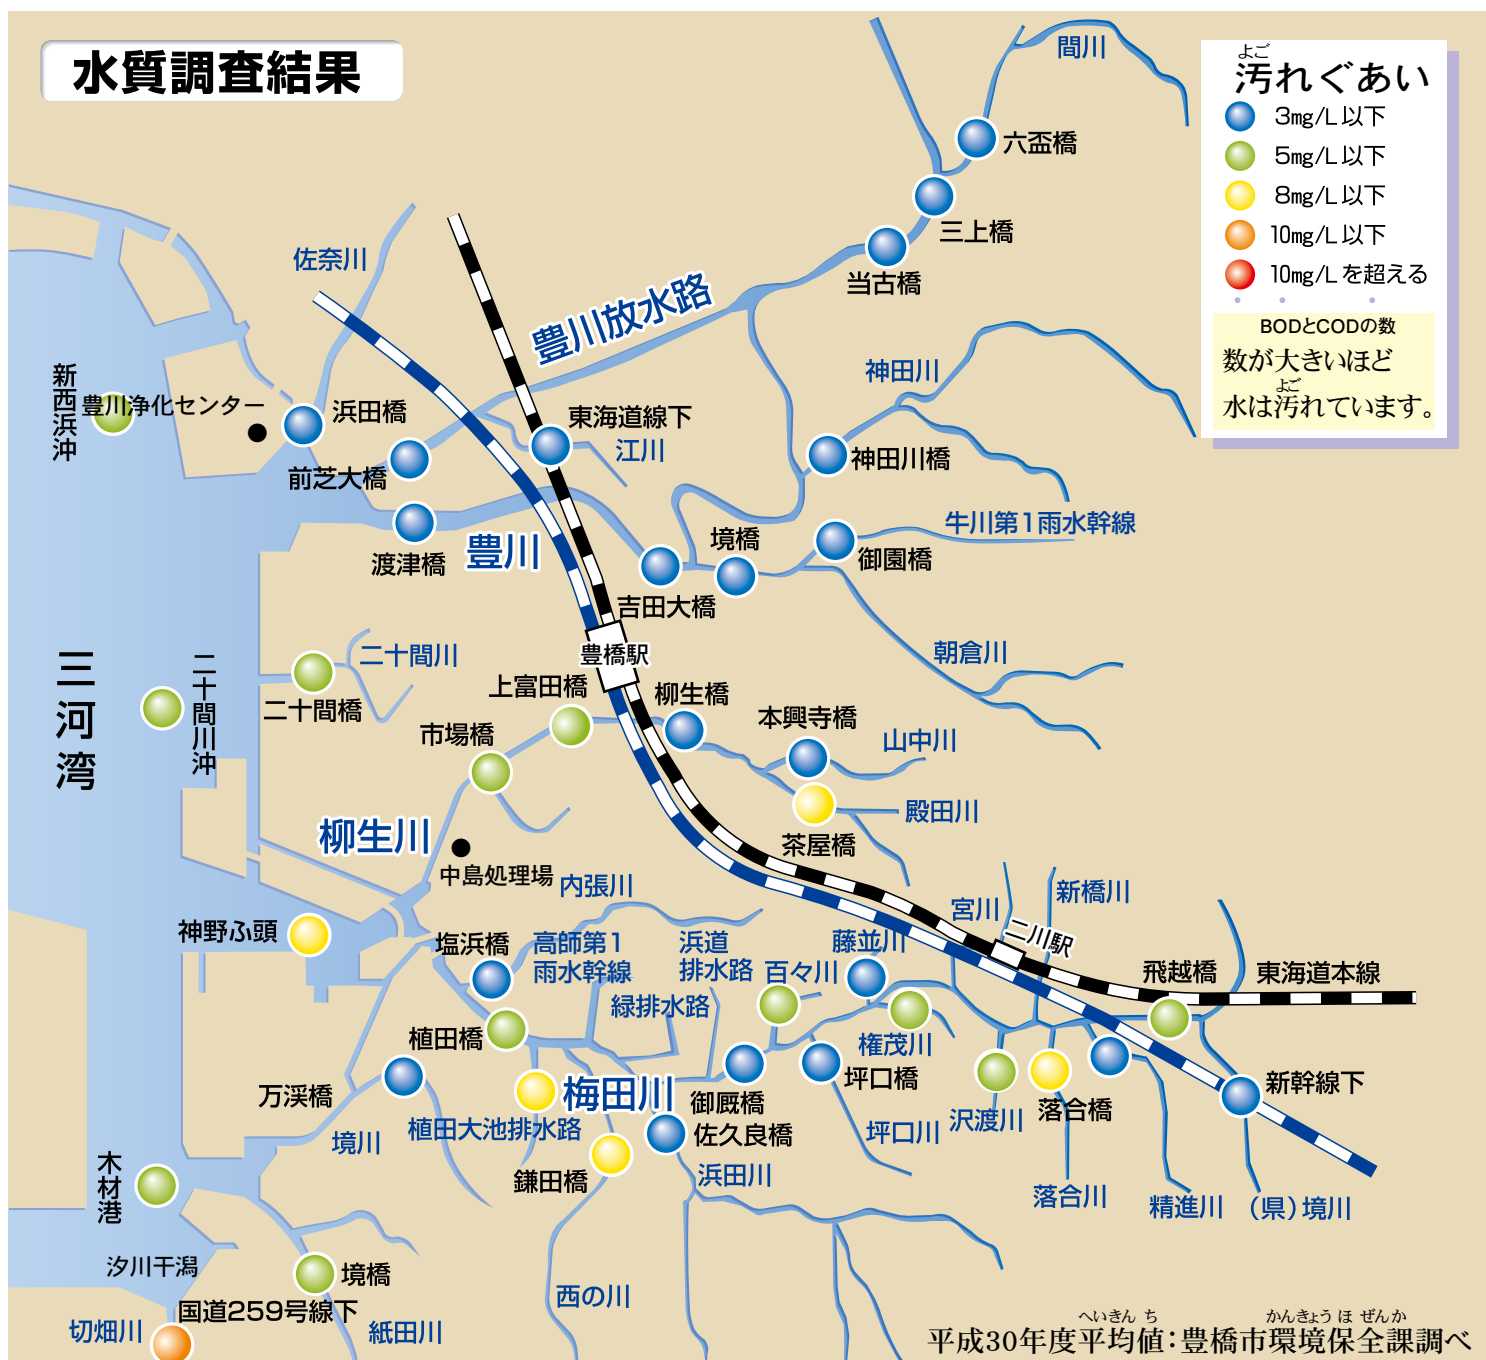 水質調査結果
よご
汚れぐあい
3mg/L以下
5mg/L以下
8mg/L以下
10mg/L以下
10mg/Lを超える
BODとCODの数
数が大きいほど
よご
水は汚れています。
間川
六盃橋
三上橋
当古橋
佐奈川
豊川放水路
神田川
新西浜沖
豊川浄化センター
浜田橋
前芝大橋
東海道線下
江川
神田川橋
渡津橋
豊川
境橋
御園橋
牛川第1雨水幹線
吉田大橋
朝倉川
三河湾
二十間川沖
二十間川
二十間橋
豊橋駅
上富田橋
柳生橋
市場橋
本興寺橋
山中川
殿田川
茶屋橋
柳生川
中島処理場
内張川
宮川
新橋川
二川駅
神野ふ頭
塩浜橋
高師第1
雨水幹線
浜道
排水路
百々川
藤並川
飛越橋
東海道本線
緑排水路
植田橋
権茂川
坪口橋
万渓橋
梅田川
御厩橋
佐久良橋
植田大池排水路
境川
沢渡川
落合橋
新幹線下
坪口川
鎌田橋
浜田川
落合川
精進川
（県）境川
木材港
汐川干潟
境橋
国道259号線下
切畑川
紙田川
西の川
へいきんち かんきょうほぜんか
平成30年度平均値：豊橋市環境保全課調べ